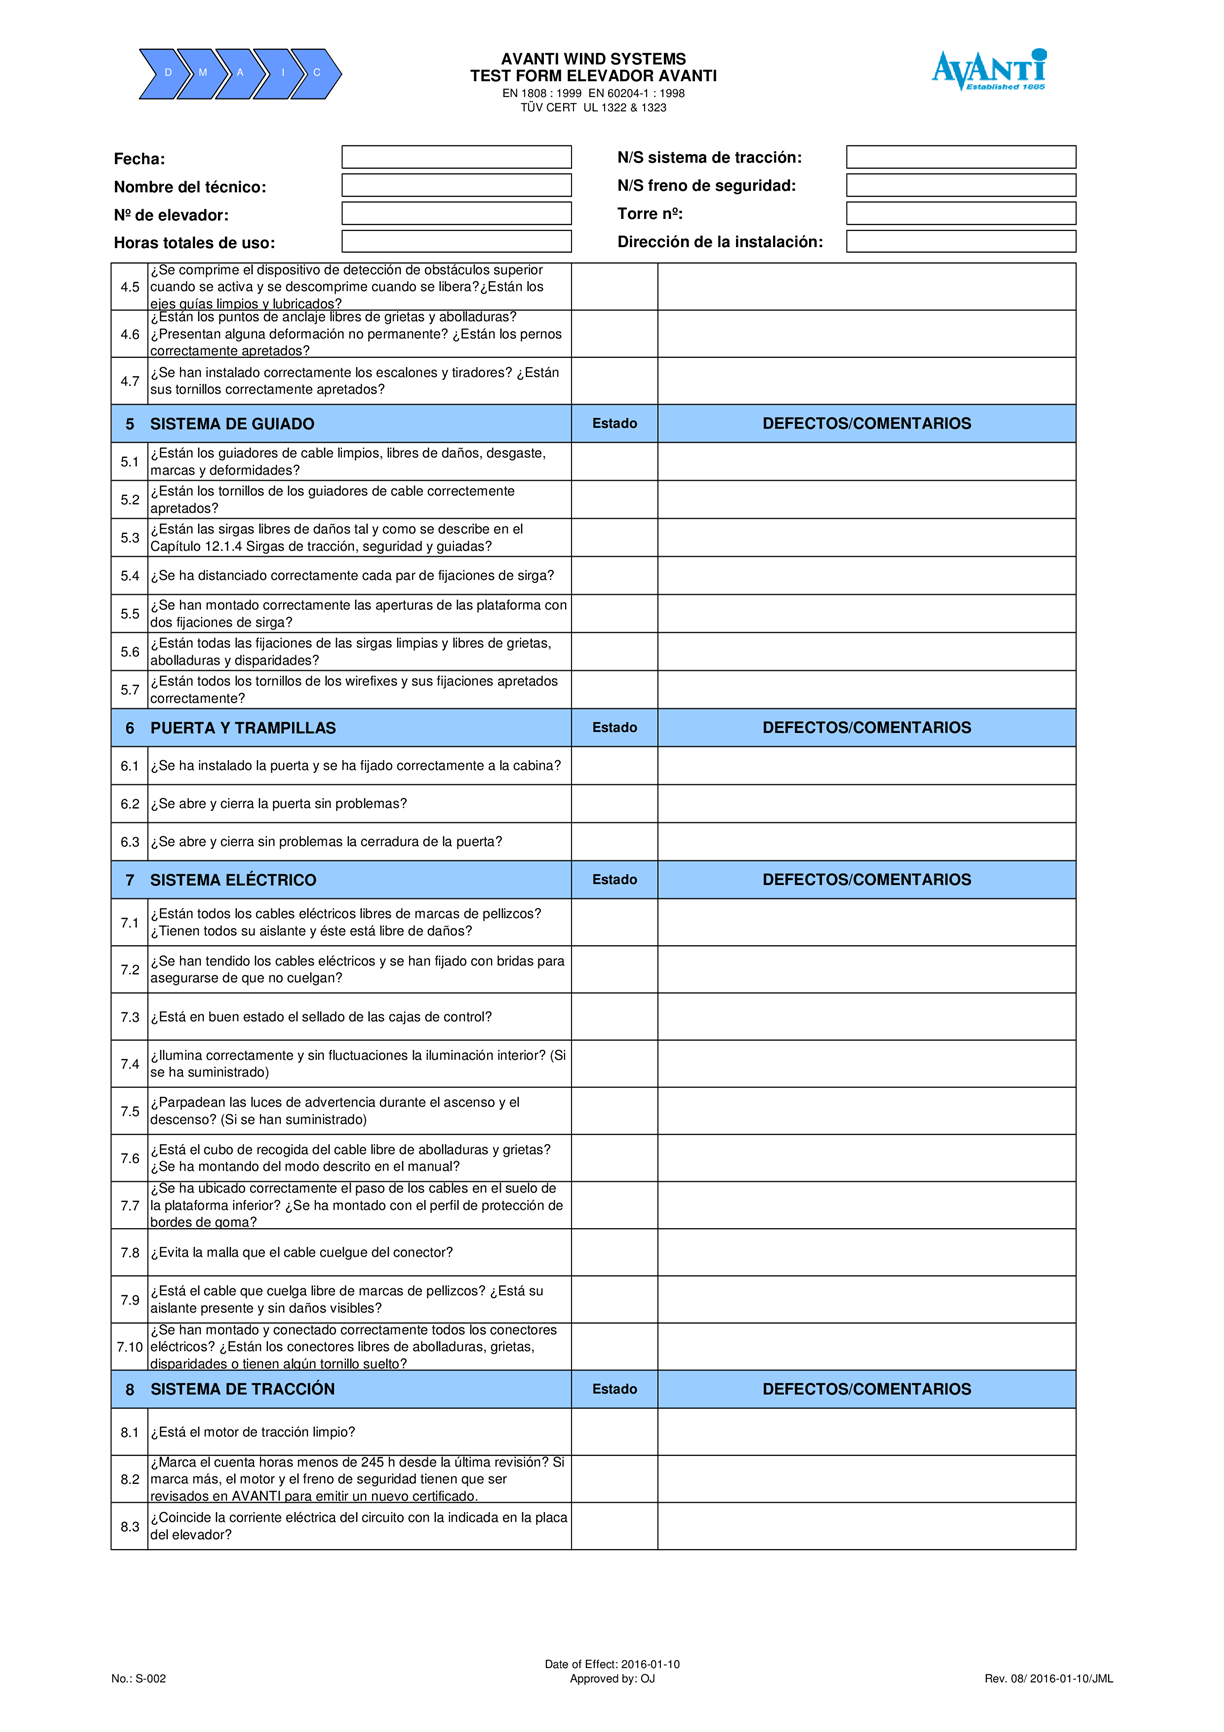 D M A I C
AVANTI WIND SYSTEMS
TEST FORM ELEVADOR AVANTI
EN 1808 : 1999 EN 60204-1 : 1998
TÜV CERT UL 1322 & 1323
AVANTI
Established 1885
Fecha:
N/S sistema de tracción:
Nombre del técnico:
N/S freno de seguridad:
Nº de elevador:
Torre nº:
Horas totales de uso:
Dirección de la instalación:
4.5 ¿Se comprime el dispositivo de detección de obstáculos superior
cuando se activa y se descomprime cuando se libera?¿Están los
ejes guías limpios y lubricados?
4.6 ¿Están los puntos de anclaje libres de grietas y abolladuras?
¿Presentan alguna deformación no permanente? ¿Están los pernos
correctamente apretados?
4.7 ¿Se han instalado correctamente los escalones y tiradores? ¿Están
sus tornillos correctamente apretados?
5 SISTEMA DE GUIADO Estado DEFECTOS/COMENTARIOS
5.1 ¿Están los guiadores de cable limpios, libres de daños, desgaste,
marcas y deformidades?
5.2 ¿Están los tornillos de los guiadores de cable correctemente
apretados?
5.3 ¿Están las sirgas libres de daños tal y como se describe en el
Capítulo 12.1.4 Sirgas de tracción, seguridad y guiadas?
5.4 ¿Se ha distanciado correctamente cada par de fijaciones de sirga?
5.5 ¿Se han montado correctamente las aperturas de las plataforma con
dos fijaciones de sirga?
5.6 ¿Están todas las fijaciones de las sirgas limpias y libres de grietas,
abolladuras y disparidades?
5.7 ¿Están todos los tornillos de los wirefixes y sus fijaciones apretados
correctamente?
6 PUERTA Y TRAMPILLAS Estado DEFECTOS/COMENTARIOS
6.1 ¿Se ha instalado la puerta y se ha fijado correctamente a la cabina?
6.2 ¿Se abre y cierra la puerta sin problemas?
6.3 ¿Se abre y cierra sin problemas la cerradura de la puerta?
7 SISTEMA ELÉCTRICO Estado DEFECTOS/COMENTARIOS
7.1 ¿Están todos los cables eléctricos libres de marcas de pellizcos?
¿Tienen todos su aislante y éste está libre de daños?
7.2 ¿Se han tendido los cables eléctricos y se han fijado con bridas para
asegurarse de que no cuelgan?
7.3 ¿Está en buen estado el sellado de las cajas de control?
7.4 ¿Ilumina correctamente y sin fluctuaciones la iluminación interior? (Si
se ha suministrado)
7.5 ¿Parpadean las luces de advertencia durante el ascenso y el
descenso? (Si se han suministrado)
7.6 ¿Está el cubo de recogida del cable libre de abolladuras y grietas?
¿Se ha montando del modo descrito en el manual?
7.7 ¿Se ha ubicado correctamente el paso de los cables en el suelo de
la plataforma inferior? ¿Se ha montado con el perfil de protección de
bordes de goma?
7.8 ¿Evita la malla que el cable cuelgue del conector?
7.9 ¿Está el cable que cuelga libre de marcas de pellizcos? ¿Está su
aislante presente y sin daños visibles?
7.10 ¿Se han montado y conectado correctamente todos los conectores
eléctricos? ¿Están los conectores libres de abolladuras, grietas,
disparidades o tienen algún tornillo suelto?
8 SISTEMA DE TRACCIÓN Estado DEFECTOS/COMENTARIOS
8.1 ¿Está el motor de tracción limpio?
8.2 ¿Marca el cuenta horas menos de 245 h desde la última revisión? Si
marca más, el motor y el freno de seguridad tienen que ser
revisados en AVANTI para emitir un nuevo certificado.
8.3 ¿Coincide la corriente eléctrica del circuito con la indicada en la placa
del elevador?
Date of Effect: 2016-01-10
No.: S-002 Approved by: OJ Rev. 08/ 2016-01-10/JML